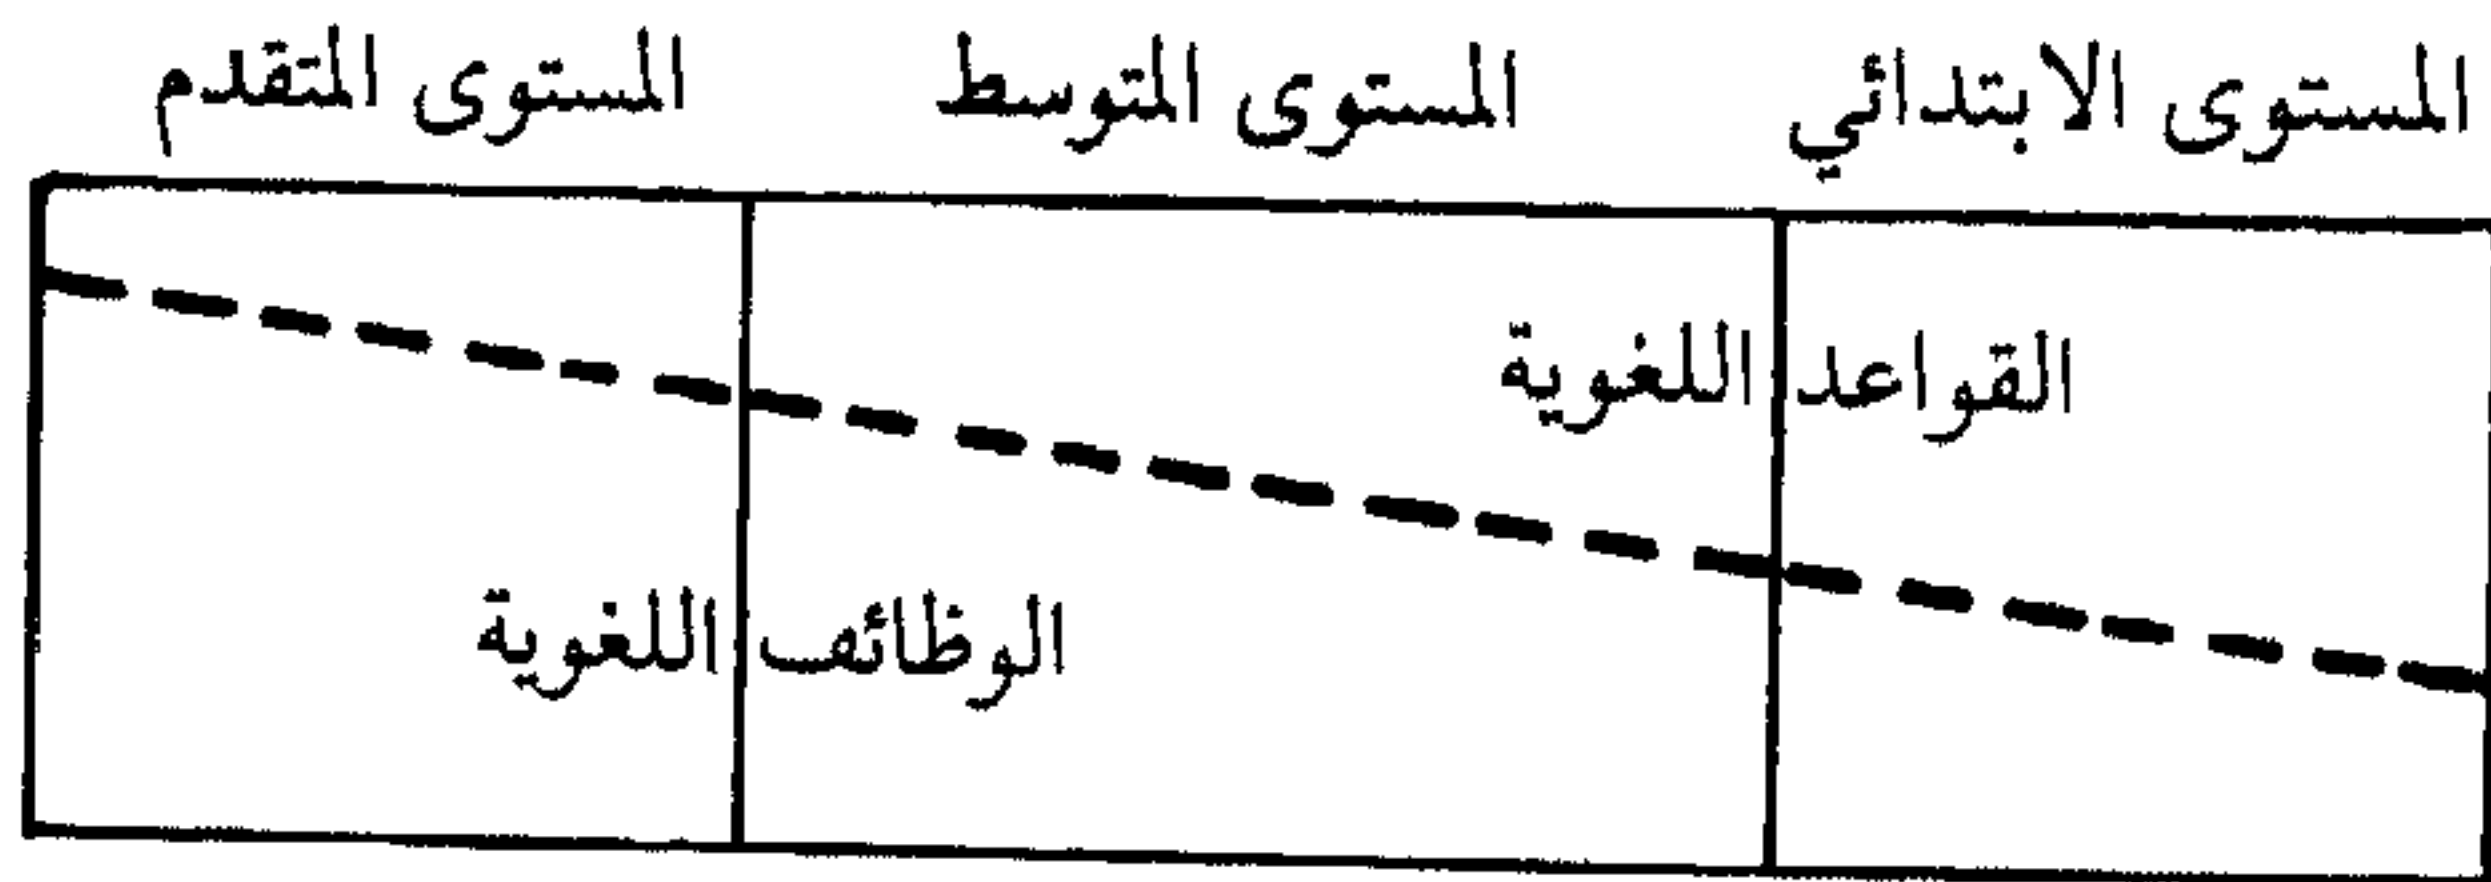 المستوى الابتدائي المستوى المتوسط المستوى المتقدم
القواعد اللغوية
الوظائف اللغوية